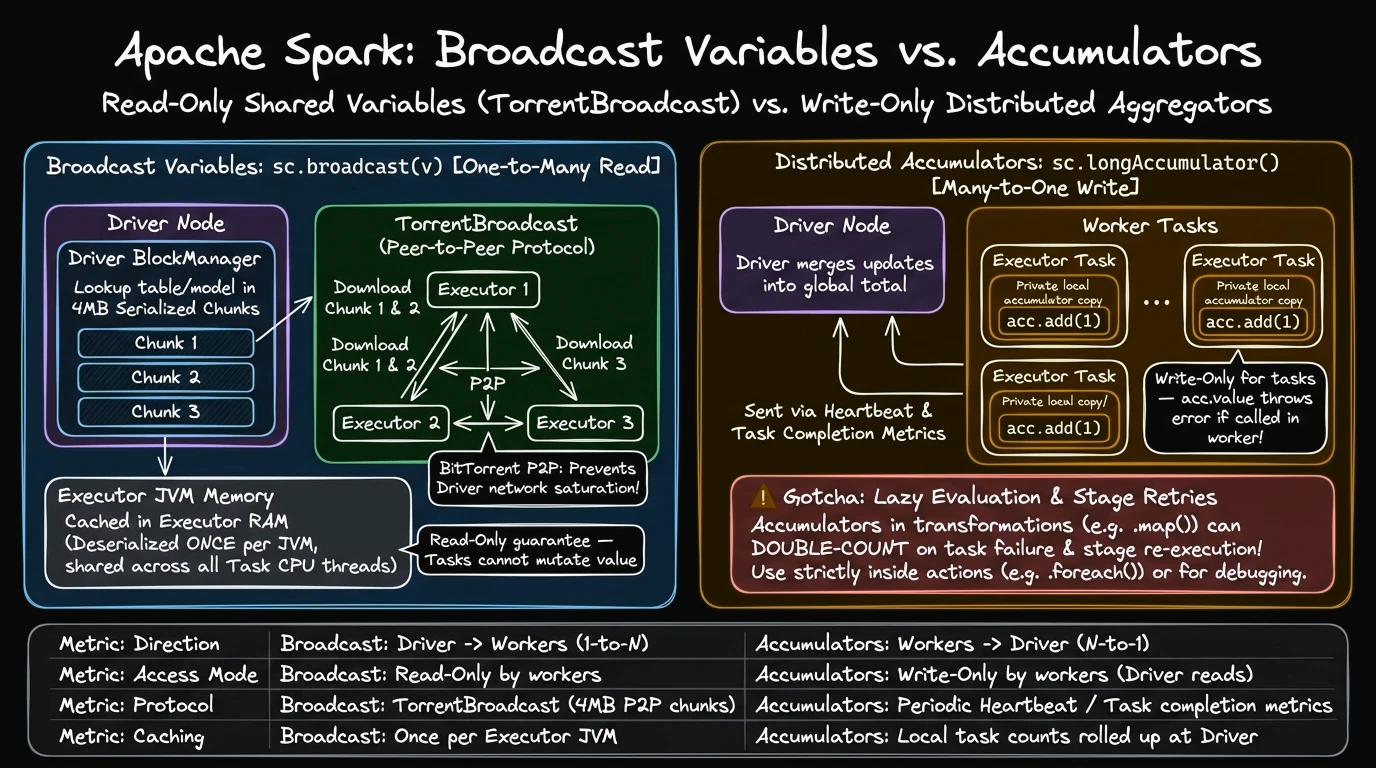 Apache Spark: Broadcast Variables vs. Accumulators
Read-Only Shared Variables (TorrentBroadcast) vs. Write-Only Distributed Aggregators
Broadcast Variables: sc.broadcast(v) [One-to-Many Read]
Driver Node
Driver BlockManager
Lookup table/model in
4MB Serialized Chunks
Chunk 1
Chunk 2
Chunk 3
TorrentBroadcast
(Peer-to-Peer Protocol)
Download
Chunk 1 & 2
Executor 1
Download
Chunk 1 & 2
Download
Chunk 3
P2P
Executor 2
Executor 3
BitTorrent P2P: Prevents
Driver network saturation!
Executor JVM Memory
Cached in Executor RAM
(Deserialized ONCE per JVM,
shared across all Task CPU threads)
Read-Only guarantee —
Tasks cannot mutate value
Distributed Accumulators: sc.longAccumulator()
[Many-to-One Write]
Driver Node
Driver merges updates
into global total
Sent via Heartbeat &
Task Completion Metrics
Worker Tasks
Executor Task
Private local
accumulator copy
acc.add(1)
...
Executor Task
Private local
accumulator copy
acc.add(1)
Executor Task
Private local copy/
acc.add(1)
Write-Only for tasks
— acc.value throws
error if called in
worker!
⚠ Gotcha: Lazy Evaluation & Stage Retries
Accumulators in transformations (e.g. .map()) can
DOUBLE-COUNT on task failure & stage re-execution!
Use strictly inside actions (e.g. .foreach()) or for debugging.
Metric: Direction Broadcast: Driver -> Workers (1-to-N) Accumulators: Workers -> Driver (N-to-1)
Metric: Access Mode Broadcast: Read-Only by workers Accumulators: Write-Only by workers (Driver reads)
Metric: Protocol Broadcast: TorrentBroadcast (4MB P2P chunks) Accumulators: Periodic Heartbeat / Task completion metrics
Metric: Caching Broadcast: Once per Executor JVM Accumulators: Local task counts rolled up at Driver